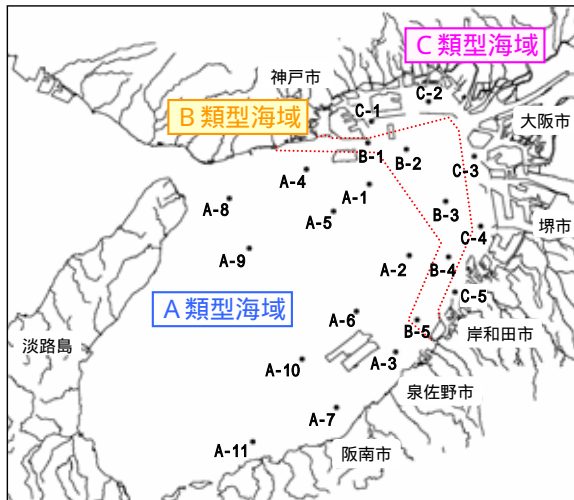 C類型海域
神戸市
C-2
B類型海域
C-1
大阪市
B-1
B-2
C-3
A-4
A-1
A-8
A-5
B-3
堺市
C-4
A-9
A-2
B-4
C-5
A類型海域
A-6
B-5
岸和田市
淡路島
A-10
A-3
泉佐野市
A-7
A-11
阪南市